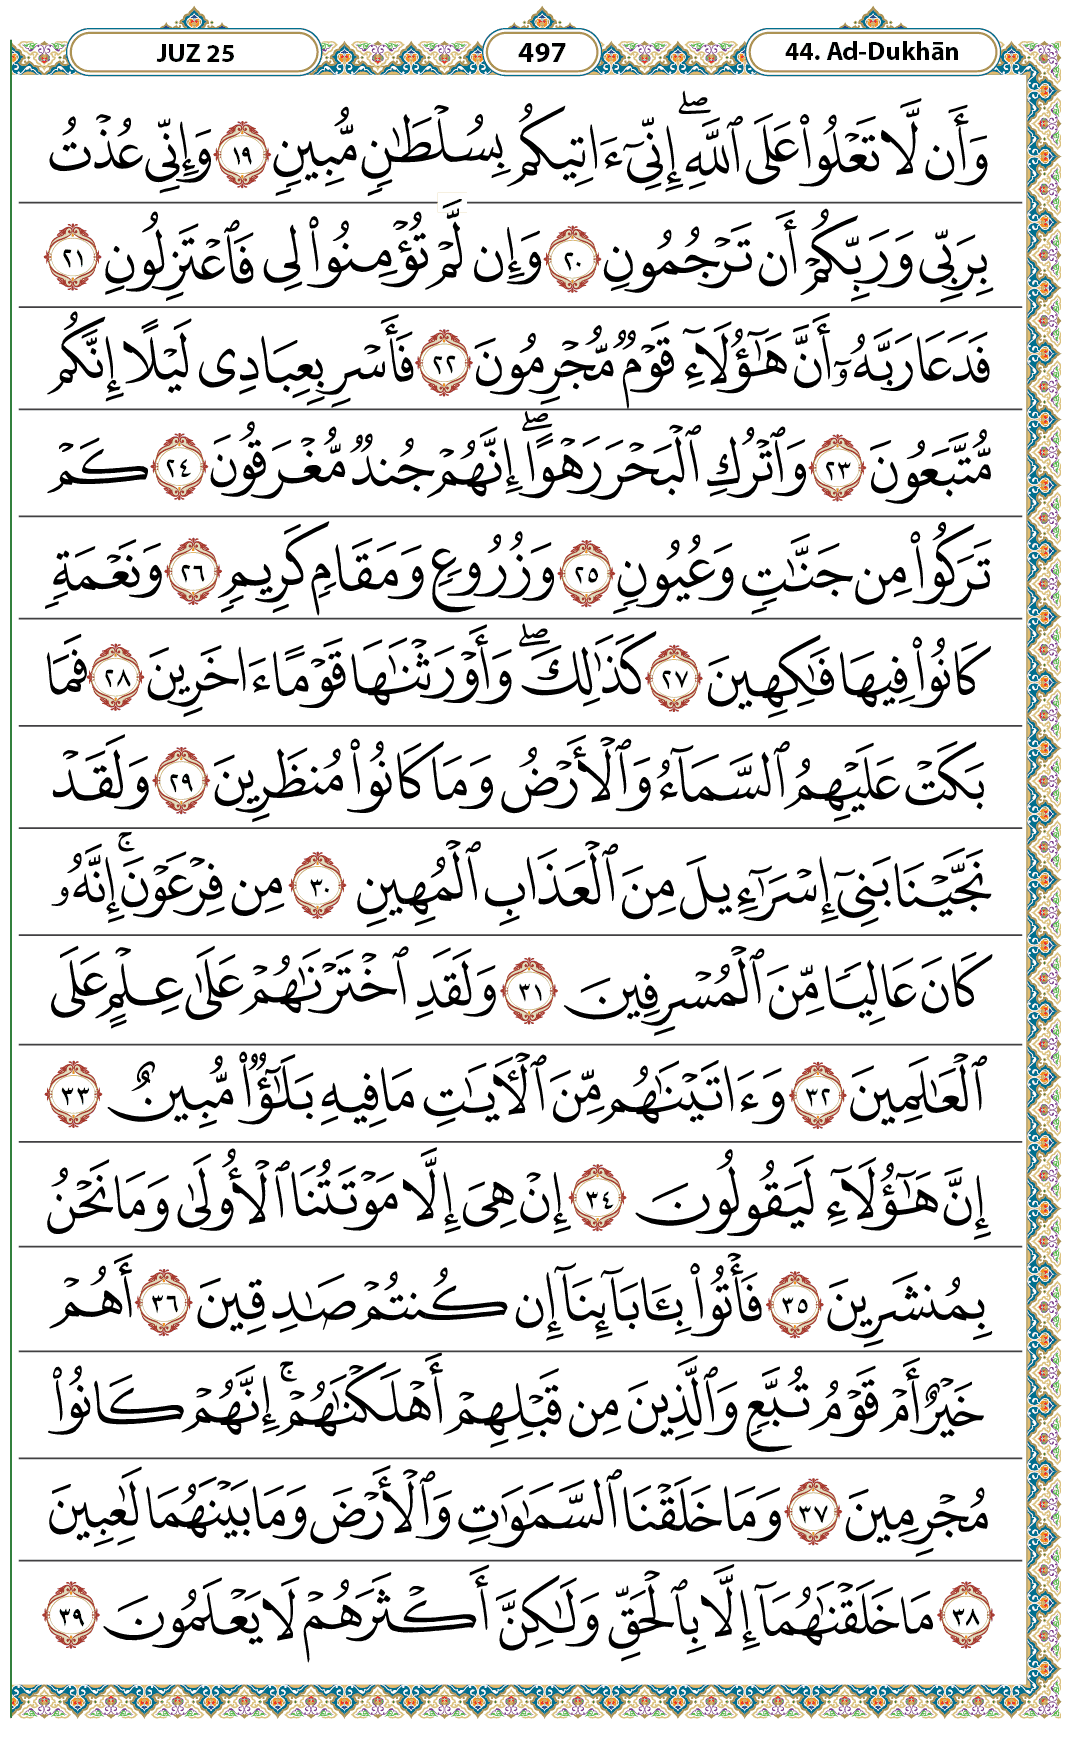 JUZ 25 497 44. Ad-Dukhān
وَأَن لَّا تَعْلُوا۟ عَلَى ٱللَّهِ ۖ إِنِّىٓ ءَاتِيكُم بِسُلْطَـٰنٍ مُّبِينٍ ١٩ وَإِنِّى عُذْتُ
بِرَبِّى وَرَبِّكُمْ أَن تَرْجُمُونِ ٢٠ وَإِن لَّمْ تُؤْمِنُوا۟ لِى فَٱعْتَزِلُونِ ٢١
فَدَعَا رَبَّهُۥٓ أَنَّ هَـٰٓؤُلَآءِ قَوْمٌ مُّجْرِمُونَ ٢٢ فَأَسْرِ بِعِبَادِى لَيْلًا إِنَّكُم
مُّتَّبَعُونَ ٢٣ وَٱتْرُكِ ٱلْبَحْرَ رَهْوًا ۖ إِنَّهُمْ جُندٌ مُّغْرَقُونَ ٢٤ كَمْ
تَرَكُوا۟ مِن جَنَّـٰتٍ وَعُيُونٍ ٢٥ وَزُرُوعٍ وَمَقَامٍ كَرِيمٍ ٢٦ وَنَعْمَةٍ
كَانُوا۟ فِيهَا فَـٰكِهِينَ ٢٧ كَذَٰلِكَ ۖ وَأَوْرَثْنَـٰهَا قَوْمًا ءَاخَرِينَ ٢٨ فَمَا
بَكَتْ عَلَيْهِمُ ٱلسَّمَآءُ وَٱلْأَرْضُ وَمَا كَانُوا۟ مُنظَرِينَ ٢٩ وَلَقَدْ
نَجَّيْنَا بَنِىٓ إِسْرَٰٓءِيلَ مِنَ ٱلْعَذَابِ ٱلْمُهِينِ ٣٠ مِن فِرْعَوْنَ ۚ إِنَّهُۥ
كَانَ عَالِيًا مِّنَ ٱلْمُسْرِفِينَ ٣١ وَلَقَدِ ٱخْتَرْنَـٰهُمْ عَلَىٰ عِلْمٍ عَلَى
ٱلْعَـٰلَمِينَ ٣٢ وَءَاتَيْنَـٰهُم مِّنَ ٱلْـَٔايَـٰتِ مَا فِيهِ بَلَـٰٓؤٌا۟ مُّبِينٌ ٣٣
إِنَّ هَـٰٓؤُلَآءِ لَيَقُولُونَ ٣٤ إِنْ هِىَ إِلَّا مَوْتَتُنَا ٱلْأُولَىٰ وَمَا نَحْنُ
بِمُنشَرِينَ ٣٥ فَأْتُوا۟ بِـَٔابَآئِنَآ إِن كُنتُمْ صَـٰدِقِينَ ٣٦ أَهُمْ
خَيْرٌ أَمْ قَوْمُ تُبَّعٍ وَٱلَّذِينَ مِن قَبْلِهِمْ أَهْلَكْنَـٰهُمْ ۚ إِنَّهُمْ كَانُوا۟
مُجْرِمِينَ ٣٧ وَمَا خَلَقْنَا ٱلسَّمَـٰوَٰتِ وَٱلْأَرْضَ وَمَا بَيْنَهُمَا لَـٰعِبِينَ
٣٨ مَا خَلَقْنَـٰهُمَآ إِلَّا بِٱلْحَقِّ وَلَـٰكِنَّ أَكْثَرَهُمْ لَا يَعْلَمُونَ ٣٩